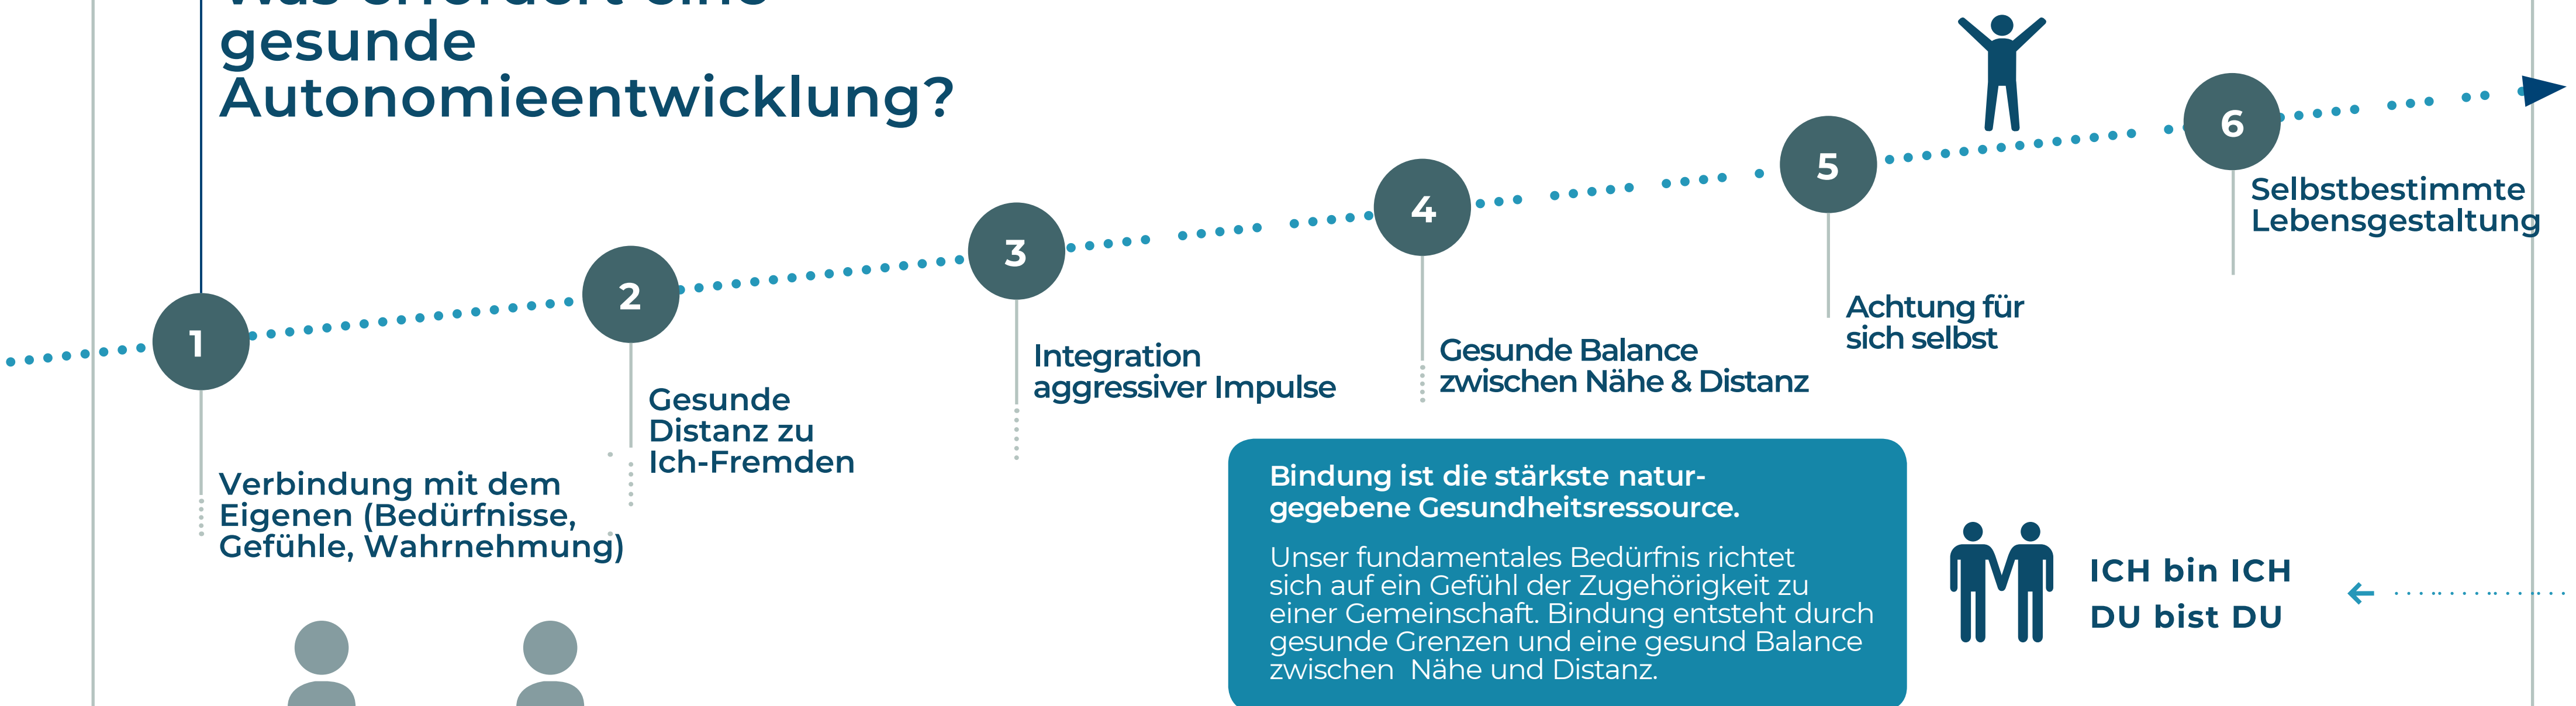 Was erfordert eine
gesunde
Autonomieentwicklung?
1
Verbindung mit dem
Eigenen (Bedürfnisse,
Gefühle, Wahrnehmung)
2
Gesunde
Distanz zu
Ich-Fremden
3
Integration
aggressiver Impulse
4
Gesunde Balance
zwischen Nähe & Distanz
5
Achtung für
sich selbst
6
Selbstbestimmte
Lebensgestaltung
Bindung ist die stärkste natur-
gegebene Gesundheitsressource.
Unser fundamentales Bedürfnis richtet
sich auf ein Gefühl der Zugehörigkeit zu
einer Gemeinschaft. Bindung entsteht durch
gesunde Grenzen und eine gesund Balance
zwischen  Nähe und Distanz.
ICH bin ICH
DU bist DU